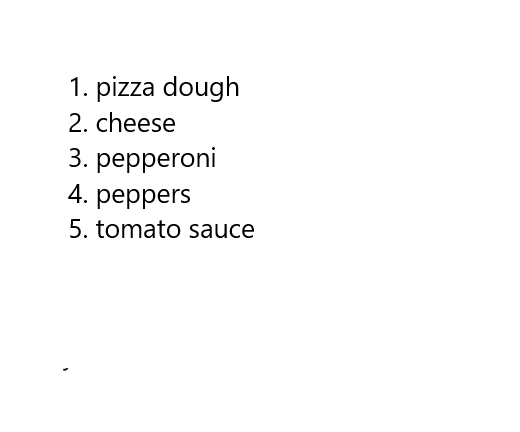 1. pizza dough
2. cheese
3. pepperoni
4. peppers
5. tomato sauce